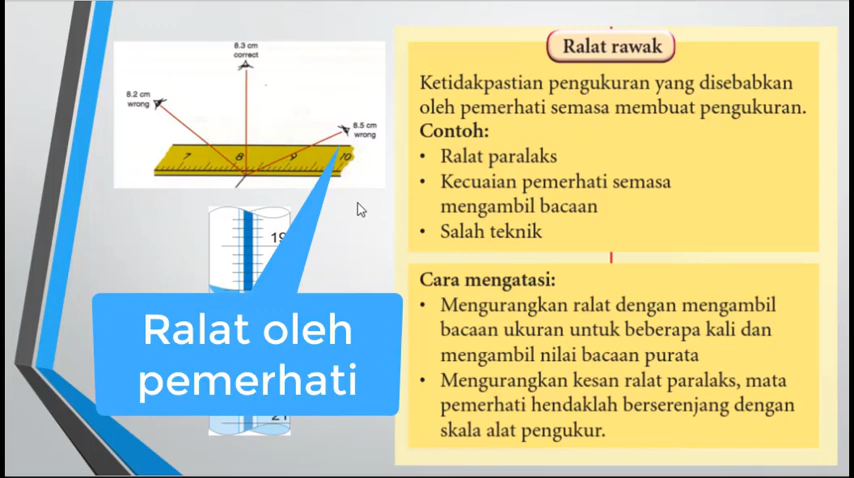 8.3 cm
correct
8.2 cm
wrong
8.5 cm
wrong
7 8 9 10
19
21
Ralat oleh
pemerhati
Ralat rawak
Ketidakpastian pengukuran yang disebabkan
oleh pemerhati semasa membuat pengukuran.
Contoh:
• Ralat paralaks
• Kecuaian pemerhati semasa
mengambil bacaan
• Salah teknik
Cara mengatasi:
• Mengurangkan ralat dengan mengambil
bacaan ukuran untuk beberapa kali dan
mengambil nilai bacaan purata
• Mengurangkan kesan ralat paralaks, mata
pemerhati hendaklah berserenjang dengan
skala alat pengukur.